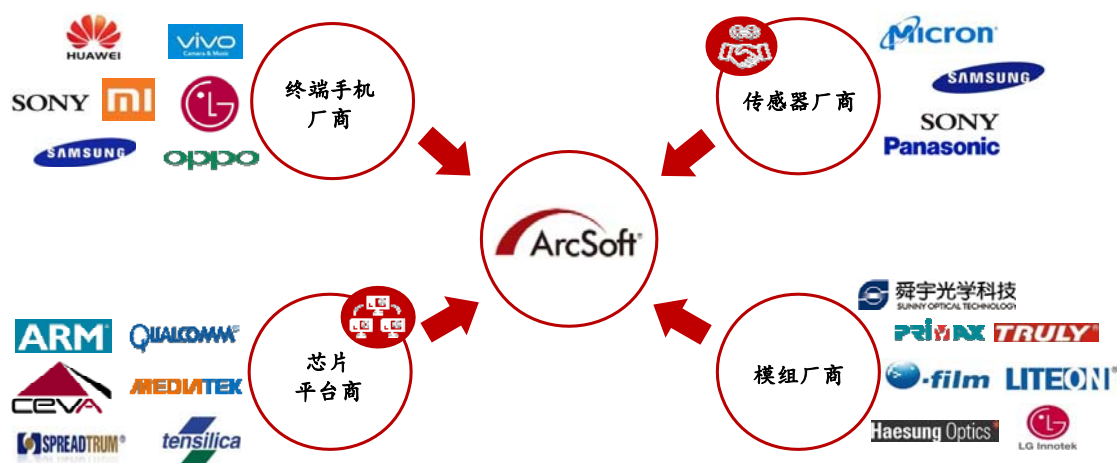 HUAWEI
vivo
Camera & Music
SONY
mi
LG
SAMSUNG
oppo
终端手机
厂商
传感器厂商
Micron
SAMSUNG
SONY
Panasonic
ArcSoft
ARM®
QUALCOMM®
CEVA
MEDIATEK
SPREADTRUM®
tensilica
芯片
平台商
模组厂商
舜宇光学科技
SUNNY OPTICAL TECHNOLOGY
PRIMAX
TRULY®
O-film
LITEON®
Haesung Optics
LG Innotek